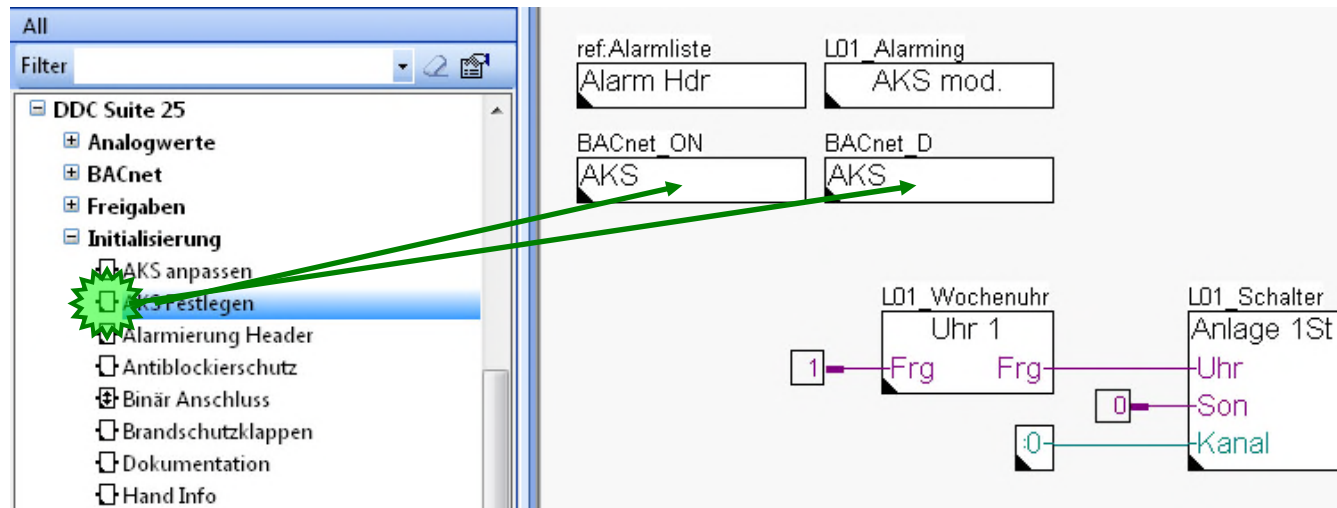 All
Filter
DDC Suite 25
Analogwerte
BACnet
Freigaben
Initialisierung
AKS anpassen
AKS Festlegen
Alarmierung Header
Antiblockierschutz
Binär Anschluss
Brandschutzklappen
Dokumentation
Hand Info
ref:Alarmliste L01_Alarming
Alarm Hdr AKS mod.
BACnet_ON BACnet_D
AKS AKS
L01_Wochenuhr L01_Schalter
Uhr 1 Anlage 1St
1 Frg Frg Uhr
0 Son
:0 Kanal